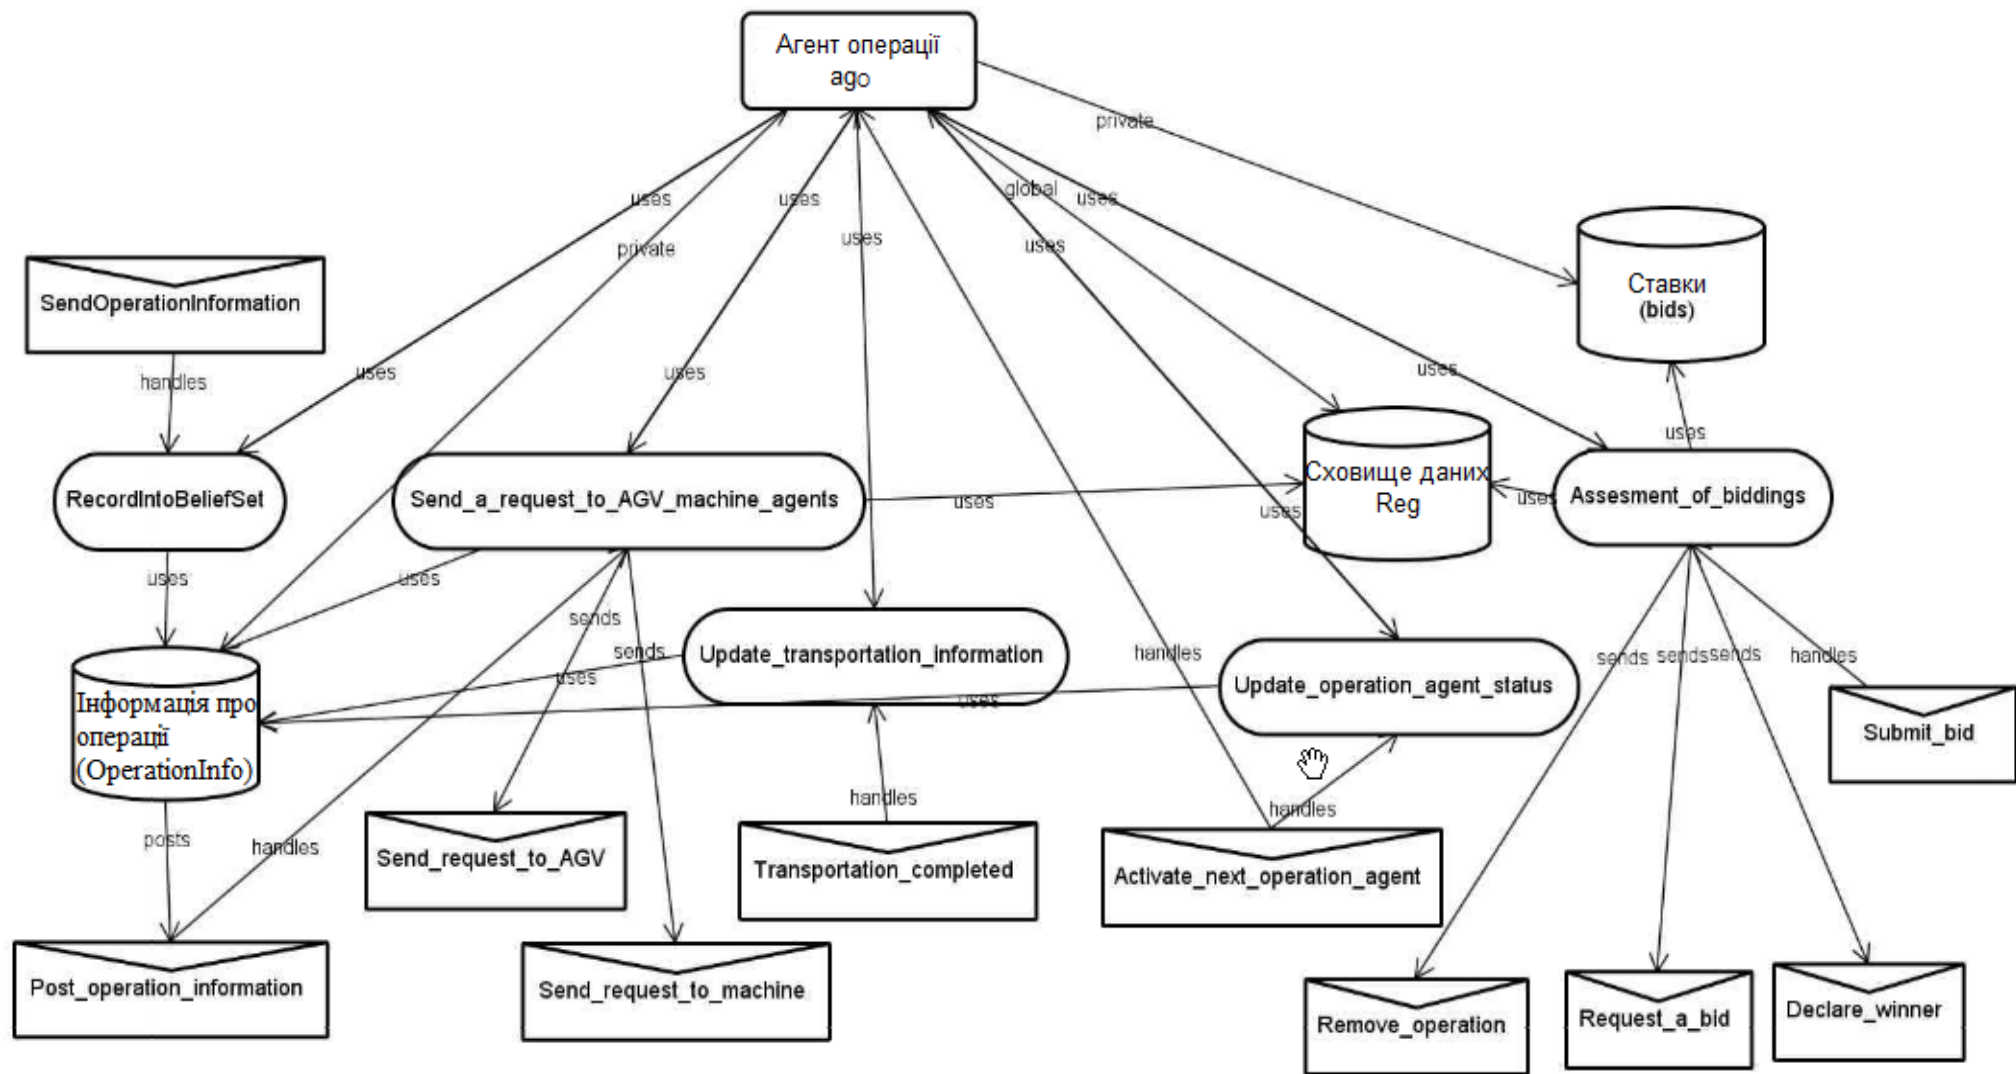 Агент операції
ago
private
uses
global
uses
uses
uses
uses
private
uses
Ставки
(bids)
SendOperationInformation
handles
uses
uses
uses
uses
Сховище даних
Reg
RecordIntoBeliefSet
Send_a_request_to_AGV_machine_agents
uses
uses
uses
Assesment_of_biddings
uses
uses
sends
sends
uses
Update_transportation_information
handles
Update_operation_agent_status
uses
sends
sends
sends
handles
Інформація про
операції
(OperationInfo)
Submit_bid
posts
handles
handles
handles
Send_request_to_AGV
Transportation_completed
Activate_next_operation_agent
Post_operation_information
Send_request_to_machine
Remove_operation
Request_a_bid
Declare_winner